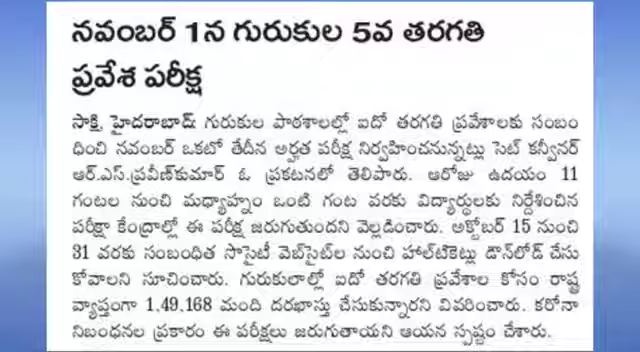 నవంబర్ 1న గురుకుల 5వ తరగతి
ప్రవేశ పరీక్ష
సాక్షి, హైదరాబాద్: గురుకుల పాఠశాలల్లో ఐదో తరగతి ప్రవేశాలకు సంబం
ధించి నవంబర్ ఒకటో తేదీన అర్హత పరీక్ష నిర్వహించనున్నట్లు సెట్ కన్వీనర్
ఆర్.ఎస్.ప్రవీణ్‌కుమార్ ఓ ప్రకటనలో తెలిపారు. ఆరోజు ఉదయం 11
గంటల నుంచి మధ్యాహ్నం ఒంటి గంట వరకు విద్యార్థులకు నిర్దేశించిన
పరీక్షా కేంద్రాల్లో ఈ పరీక్ష జరుగుతుందని వెల్లడించారు. అక్టోబర్ 15 నుంచి
31 వరకు సంబంధిత సొసైటీ వెబ్‌సైట్‌ల నుంచి హాల్‌టికెట్లు డౌన్‌లోడ్ చేసు
కోవాలని సూచించారు. గురుకులాల్లో ఐదో తరగతి ప్రవేశాల కోసం రాష్ట్ర
వ్యాప్తంగా 1,49,168 మంది దరఖాస్తు చేసుకున్నారని వివరించారు. కరోనా
నిబంధనల ప్రకారం ఈ పరీక్షలు జరుగుతాయని ఆయన స్పష్టం చేశారు.